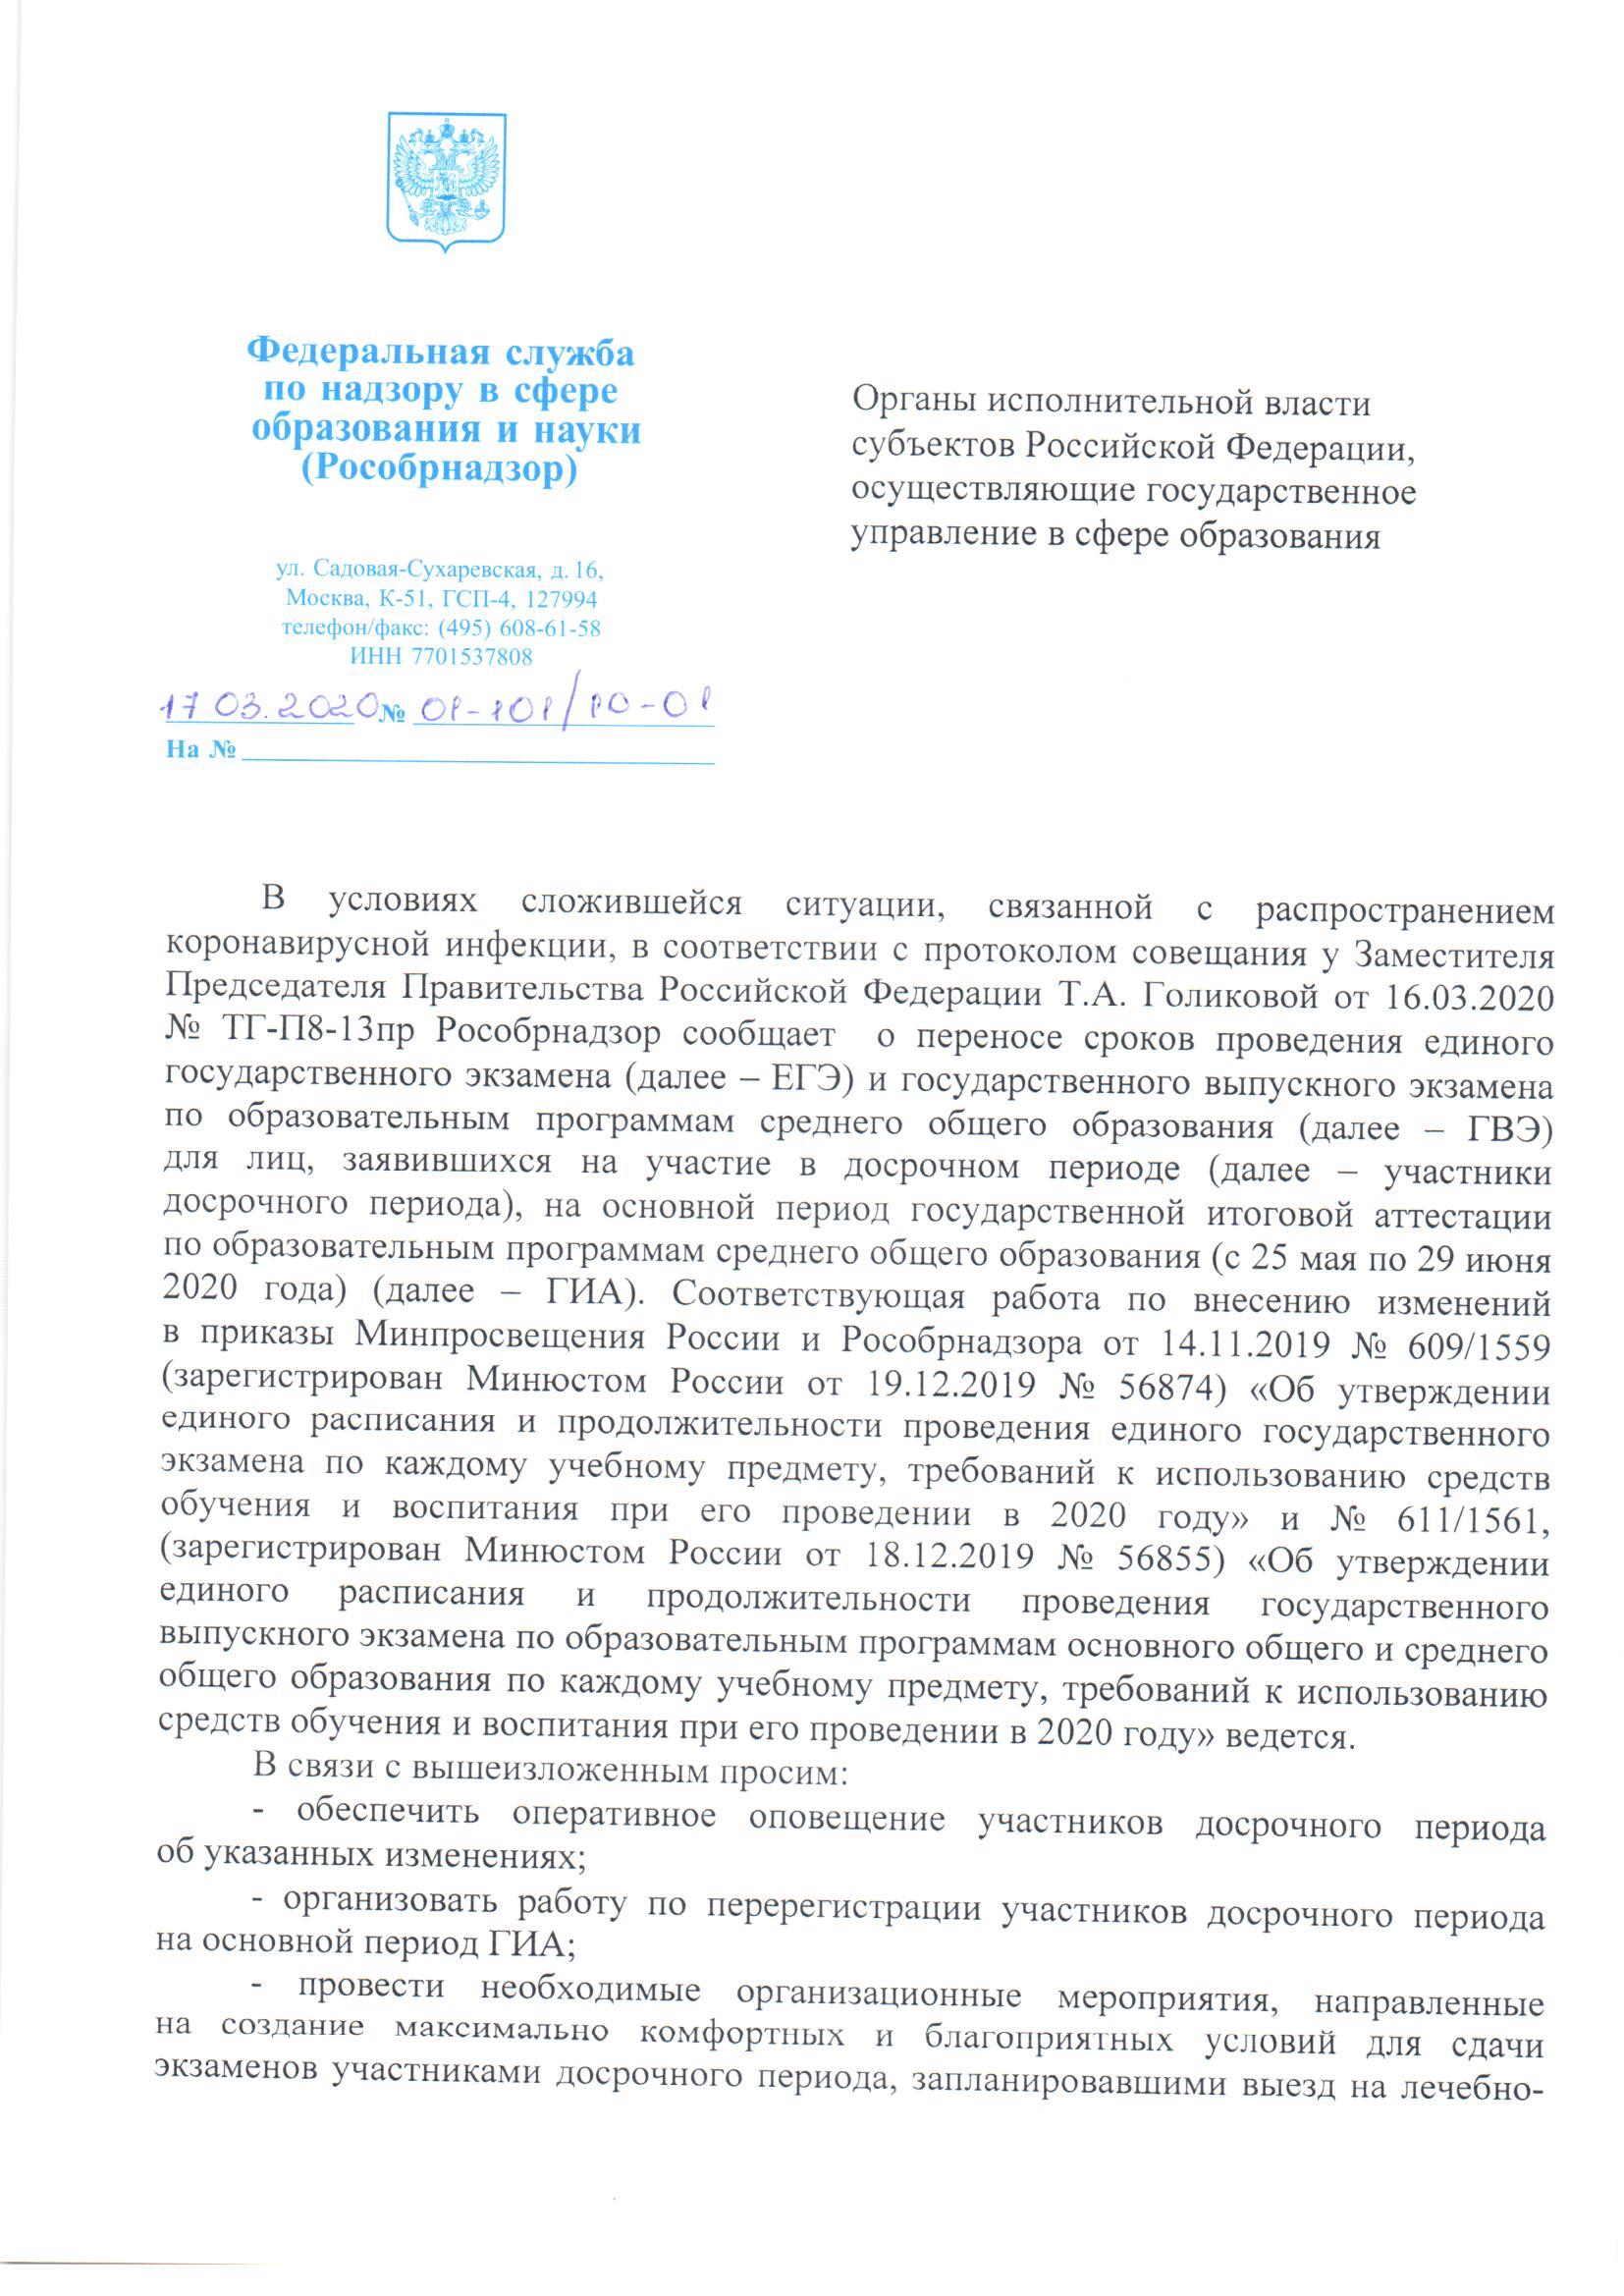 Федеральная служба
по надзору в сфере
образования и науки
(Рособрнадзор)
ул. Садовая-Сухаревская, д. 16,
Москва, К-51, ГСП-4, 127994
телефон/факс: (495) 608-61-58
ИНН 7701537808
17 03.2020 № 01-101/10-01
На №
Органы исполнительной власти
субъектов Российской Федерации,
осуществляющие государственное
управление в сфере образования
В условиях сложившейся ситуации, связанной с распространением
коронавирусной инфекции, в соответствии с протоколом совещания у Заместителя
Председателя Правительства Российской Федерации Т.А. Голиковой от 16.03.2020
№ ТГ-П8-13пр Рособрнадзор сообщает о переносе сроков проведения единого
государственного экзамена (далее – ЕГЭ) и государственного выпускного экзамена
по образовательным программам среднего общего образования (далее – ГВЭ)
для лиц, заявившихся на участие в досрочном периоде (далее – участники
досрочного периода), на основной период государственной итоговой аттестации
по образовательным программам среднего общего образования (с 25 мая по 29 июня
2020 года) (далее – ГИА). Соответствующая работа по внесению изменений
в приказы Минпросвещения России и Рособрнадзора от 14.11.2019 № 609/1559
(зарегистрирован Минюстом России от 19.12.2019 № 56874) «Об утверждении
единого расписания и продолжительности проведения единого государственного
экзамена по каждому учебному предмету, требований к использованию средств
обучения и воспитания при его проведении в 2020 году» и № 611/1561,
(зарегистрирован Минюстом России от 18.12.2019 № 56855) «Об утверждении
единого расписания и продолжительности проведения государственного
выпускного экзамена по образовательным программам основного общего и среднего
общего образования по каждому учебному предмету, требований к использованию
средств обучения и воспитания при его проведении в 2020 году» ведется.
В связи с вышеизложенным просим:
- обеспечить оперативное оповещение участников досрочного периода
об указанных изменениях;
- организовать работу по перерегистрации участников досрочного периода
на основной период ГИА;
- провести необходимые организационные мероприятия, направленные
на создание максимально комфортных и благоприятных условий для сдачи
экзаменов участниками досрочного периода, запланировавшими выезд на лечебно-